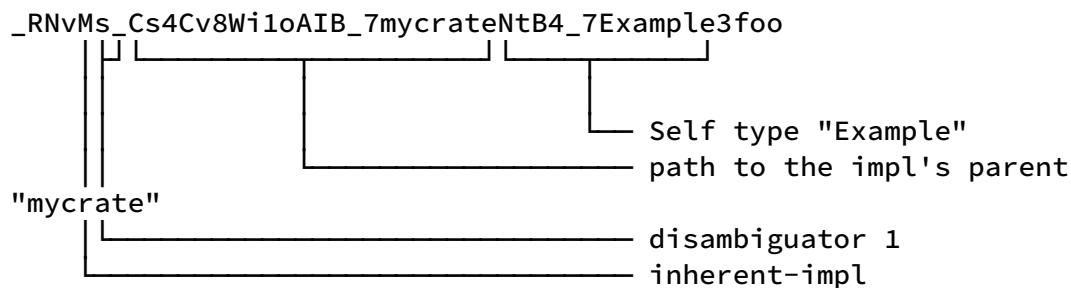 _RNvMs_Cs4Cv8Wi1oAIB_7mycrateNtB4_7Example3foo
Self type "Example"
path to the impl's parent
"mycrate"
disambiguator 1
inherent-impl